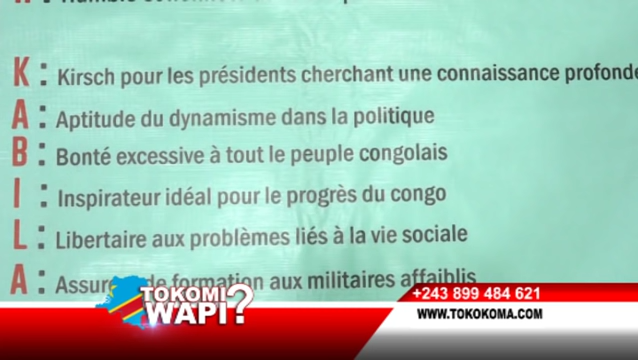 K : Kirsch pour les présidents cherchant une connaissance profonde
A : Aptitude du dynamisme dans la politique
B : Bonté excessive à tout le peuple congolais
I : Inspirateur idéal pour le progrès du congo
L : Libertaire aux problèmes liés à la vie sociale
A : formation aux militaires affaiblis
TOKOMI
WAPI?
+243 899 484 621
WWW.TOKOKOMA.COM